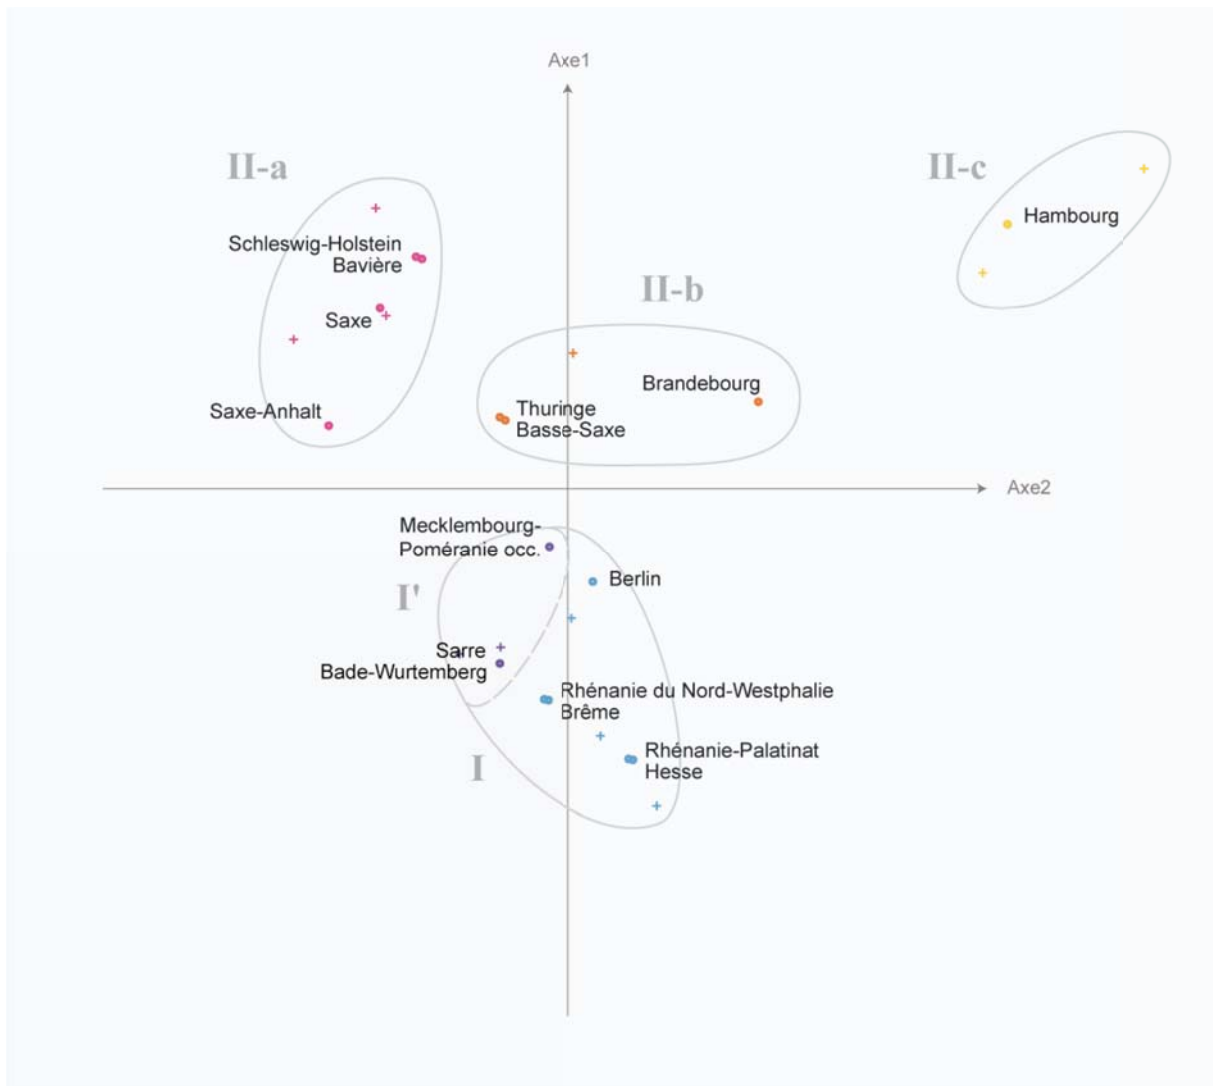 Axe1
II-a
II-c
Hambourg
Schleswig-Holstein
Bavière
II-b
Saxe
Brandebourg
Saxe-Anhalt
Thuringe
Basse-Saxe
Axe2
Mecklembourg-
Poméranie occ.
Berlin
I'
Sarre
Bade-Wurtemberg
Rhénanie du Nord-Westphalie
Brême
I
Rhénanie-Palatinat
Hesse